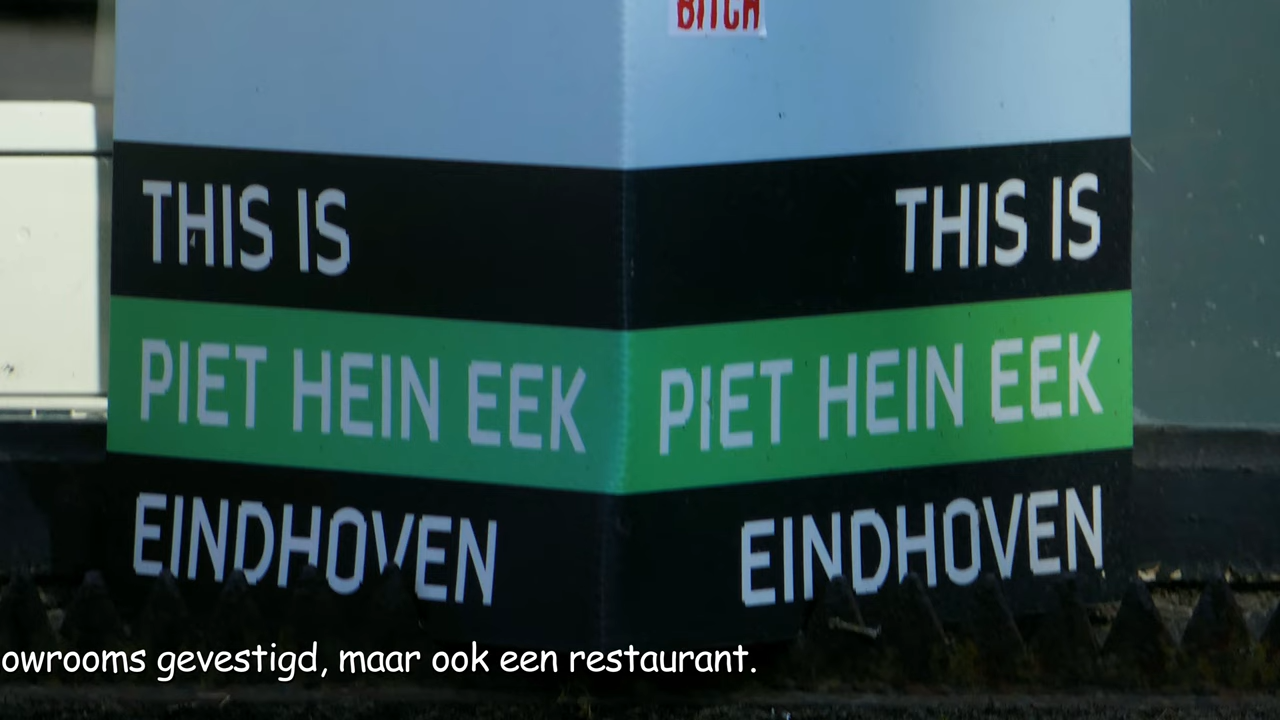 BITCH
THIS IS
PIET HEIN EEK
EINDHOVEN
THIS IS
PIET HEIN EEK
EINDHOVEN
owrooms gevestigd, maar ook een restaurant.